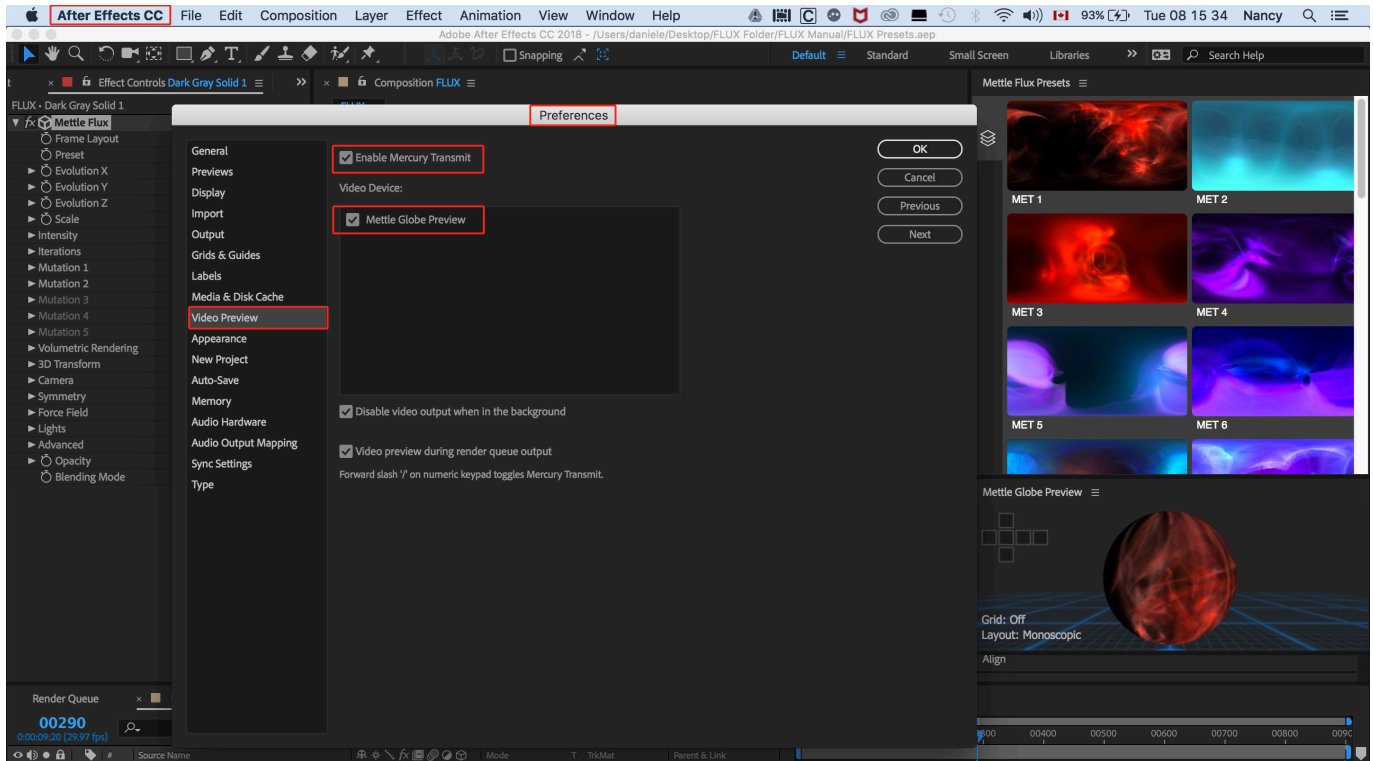 After Effects CC File Edit Composition Layer Effect Animation View Window Help 93% Tue 08 15 34 Nancy
Adobe After Effects CC 2018 - /Users/daniele/Desktop/FLUX Folder/FLUX Manual/FLUX Presets.aep
Snapping Default Standard Small Screen Libraries Search Help
Effect Controls Dark Gray Solid 1
Composition FLUX
Mettle Flux Presets
FLUX • Dark Gray Solid 1
fx Mettle Flux
Frame Layout
Preset
Evolution X
Evolution Y
Evolution Z
Scale
Intensity
Iterations
Mutation 1
Mutation 2
Mutation 3
Mutation 4
Mutation 5
Volumetric Rendering
3D Transform
Camera
Symmetry
Force Field
Lights
Advanced
Opacity
Blending Mode
Preferences
General
Previews
Display
Import
Output
Grids & Guides
Labels
Media & Disk Cache
Video Preview
Appearance
New Project
Auto-Save
Memory
Audio Hardware
Audio Output Mapping
Sync Settings
Type
Enable Mercury Transmit
Video Device:
Mettle Globe Preview
Disable video output when in the background
Video preview during render queue output
Forward slash '/' on numeric keypad toggles Mercury Transmit.
OK
Cancel
Previous
Next
MET 1 MET 2
MET 3 MET 4
MET 5 MET 6
Mettle Globe Preview
Grid: Off
Layout: Monoscopic
Align
Render Queue
00290
0:00:09:20 (29.97 fps)
00400 00500 00600 00700 00800
# Source Name fx Mode T TrkMat Parent & Link